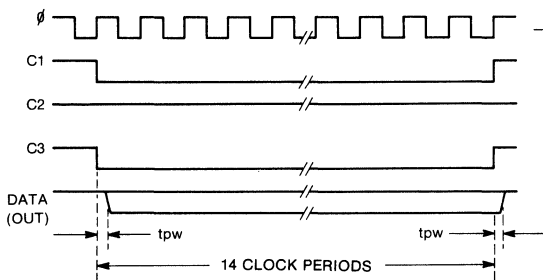 ø
C1
C2
C3
DATA
(OUT)
tpw
tpw
14 CLOCK PERIODS